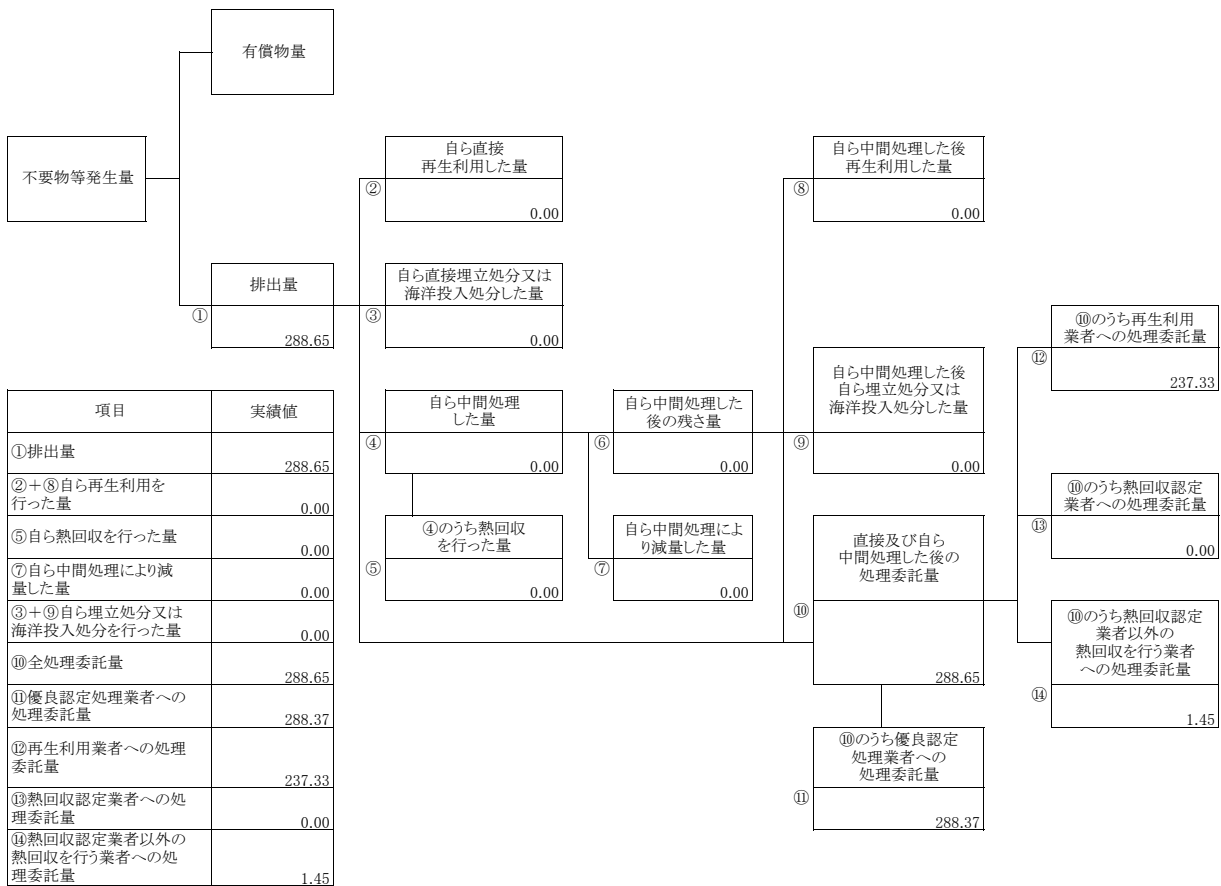 有償物量
不要物等発生量
自ら直接
再生利用した量
②
0.00
自ら中間処理した後
再生利用した量
⑧
0.00
排出量
①
288.65
自ら直接埋立処分又は
海洋投入処分した量
③
0.00
⑩のうち再生利用
業者への処理委託量
⑫
237.33
自ら中間処理
した量
④
0.00
自ら中間処理した
後の残さ量
⑥
0.00
自ら中間処理した後
自ら埋立処分又は
海洋投入処分した量
⑨
0.00
⑩のうち熱回収認定
業者への処理委託量
⑬
0.00
④のうち熱回収
を行った量
⑤
0.00
自ら中間処理によ
り減量した量
⑦
0.00
直接及び自ら
中間処理した後の
処理委託量
⑩
288.65
⑩のうち熱回収認定
業者以外の
熱回収を行う業者
への処理委託量
⑭
1.45
⑩のうち優良認定
処理業者への
処理委託量
⑪
288.37
項目 実績値
①排出量
288.65
②+⑧自ら再生利用を
行った量
0.00
⑤自ら熱回収を行った量
0.00
⑦自ら中間処理により減
量した量
0.00
③+⑨自ら埋立処分又は
海洋投入処分を行った量
0.00
⑩全処理委託量
288.65
⑪優良認定処理業者への
処理委託量
288.37
⑫再生利用業者への処理
委託量
237.33
⑬熱回収認定業者への処
理委託量
0.00
⑭熱回収認定業者以外の
熱回収を行う業者への処
理委託量
1.45